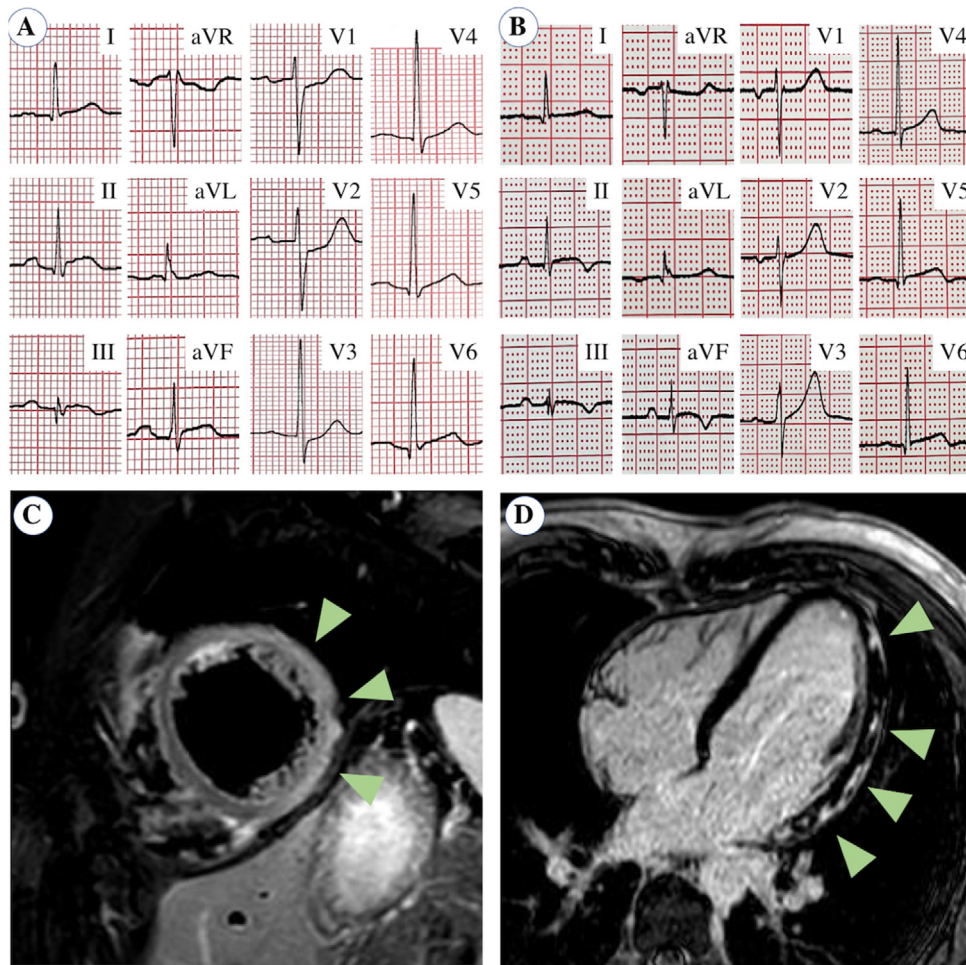 A I aVR V1 V4 B I aVR V1 V4
II aVL V2 V5 II aVL V2 V5
III aVF V3 V6 III aVF V3 V6
C D